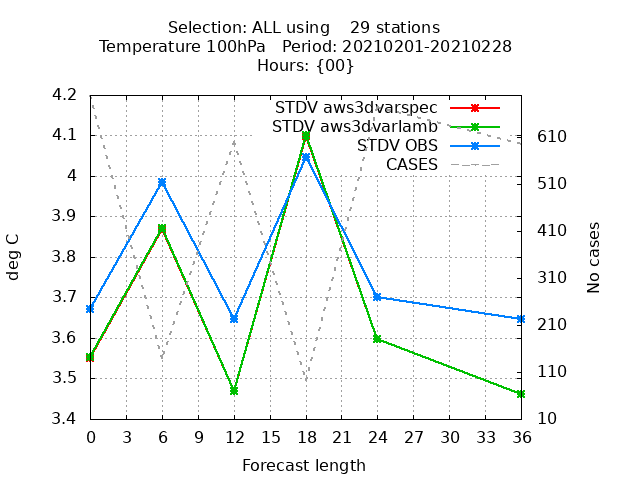 Selection: ALL using    29 stations
Temperature 100hPa   Period: 20210201-20210228
Hours: {00}
STDV aws3dvarspec
STDV aws3dvarlamb
STDV OBS
CASES
4.2
4.1
4
3.9
3.8
3.7
3.6
3.5
3.4
deg C
610
510
410
310
210
110
10
No cases
0 3 6 9 12 15 18 21 24 27 30 33 36
Forecast length